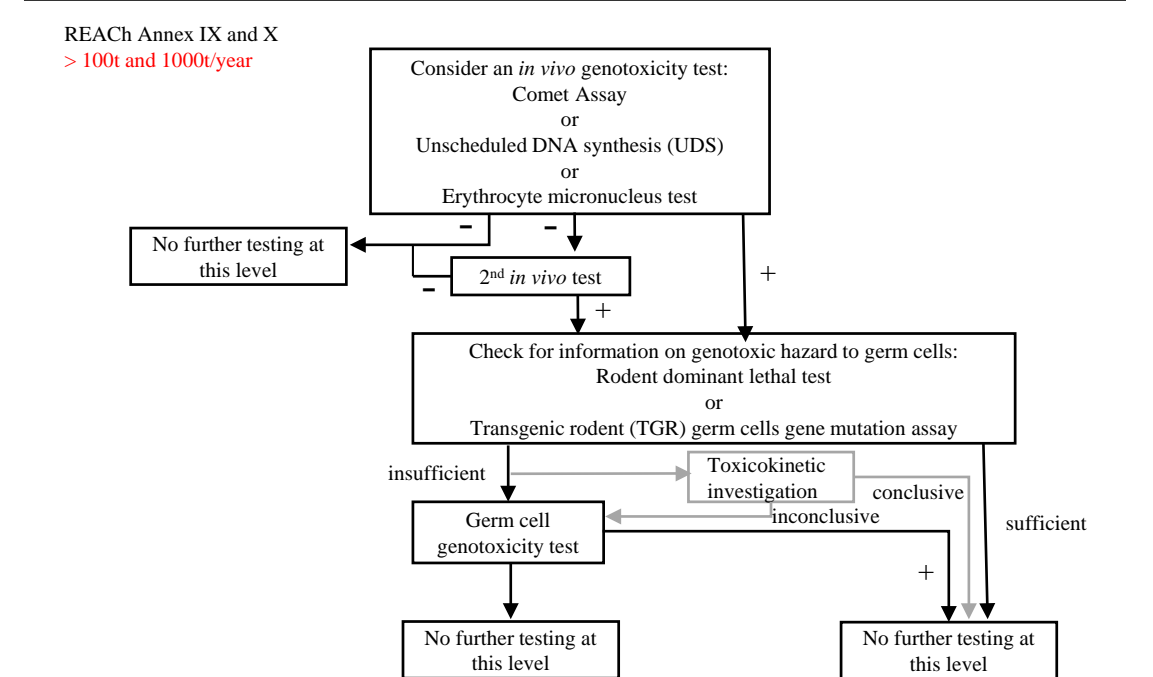 REACh Annex IX and X
> 100t and 1000t/year
Consider an in vivo genotoxicity test:
Comet Assay
or
Unscheduled DNA synthesis (UDS)
or
Erythrocyte micronucleus test
-
-
No further testing at
this level
2nd in vivo test
-
+
+
Check for information on genotoxic hazard to germ cells:
Rodent dominant lethal test
or
Transgenic rodent (TGR) germ cells gene mutation assay
insufficient
Toxicokinetic
investigation
conclusive
inconclusive
sufficient
Germ cell
genotoxicity test
+
No further testing at
this level
No further testing at
this level